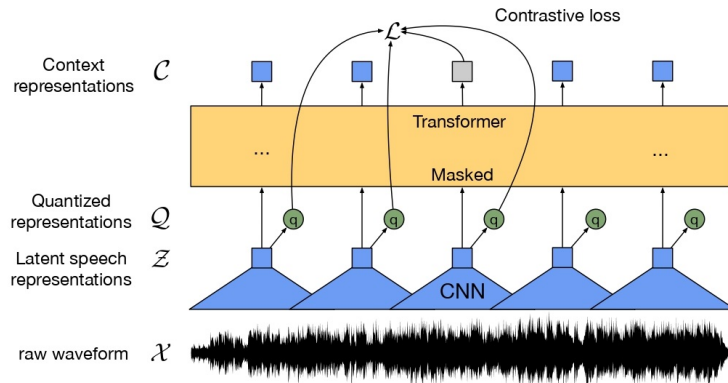 Contrastive loss
ℒ
Context
representations 𝒞
Transformer
... ...
Masked
Quantized
representations 𝒬
q q q q q
Latent speech
representations 𝒵
CNN
raw waveform 𝒳